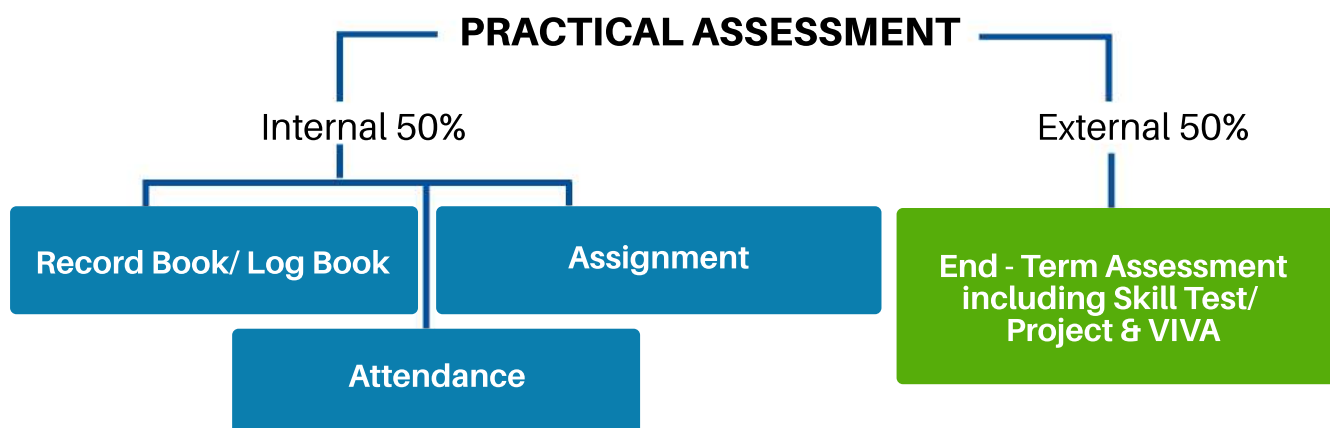 PRACTICAL ASSESSMENT
Internal 50%
External 50%
Record Book/ Log Book
Assignment
Attendance
End - Term Assessment
including Skill Test/
Project & VIVA